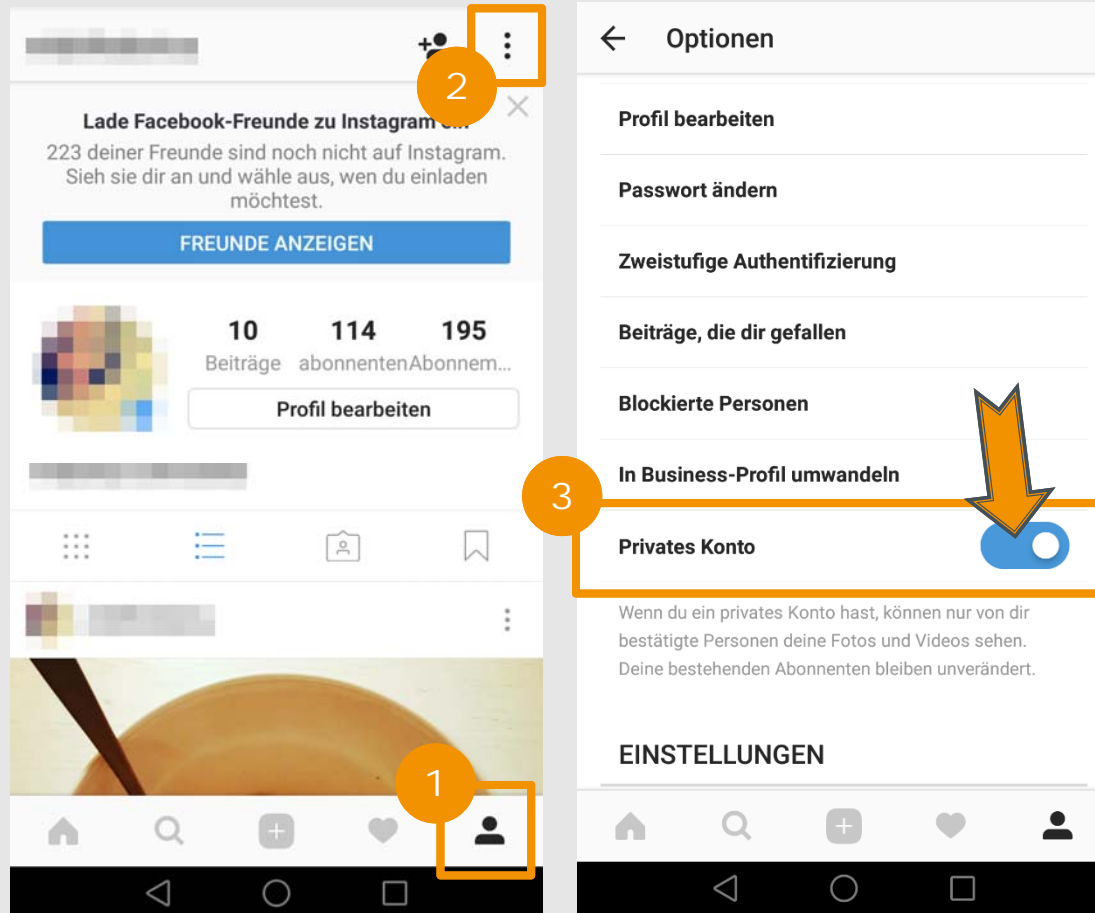 2
Lade Facebook-Freunde zu Instagram ein
223 deiner Freunde sind noch nicht auf Instagram.
Sieh sie dir an und wähle aus, wen du einladen
möchtest.
FREUNDE ANZEIGEN
10 114 195
Beiträge abonnenten Abonnem...
Profil bearbeiten
1
Optionen
Profil bearbeiten
Passwort ändern
Zweistufige Authentifizierung
Beiträge, die dir gefallen
Blockierte Personen
In Business-Profil umwandeln
3
Privates Konto
Wenn du ein privates Konto hast, können nur von dir
bestätigte Personen deine Fotos und Videos sehen.
Deine bestehenden Abonnenten bleiben unverändert.
EINSTELLUNGEN